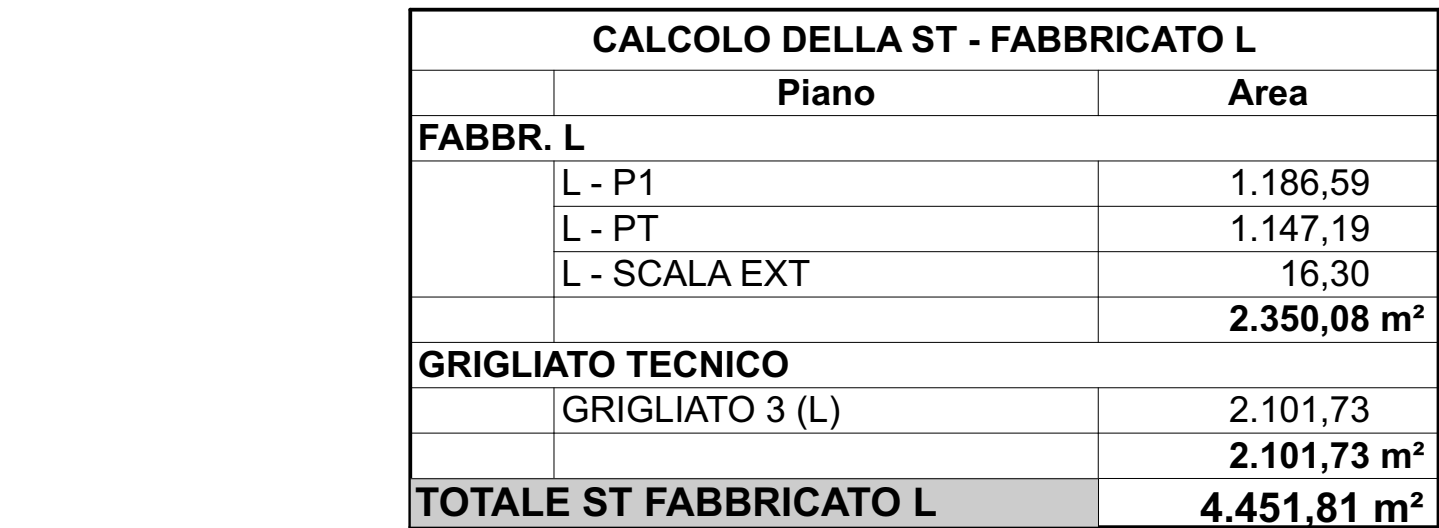 CALCOLO DELLA ST - FABBRICATO L
Piano Area
FABBR. L
L - P1 1.186,59
L - PT 1.147,19
L - SCALA EXT 16,30
2.350,08 m²
GRIGLIATO TECNICO
GRIGLIATO 3 (L) 2.101,73
2.101,73 m²
TOTALE ST FABBRICATO L 4.451,81 m²